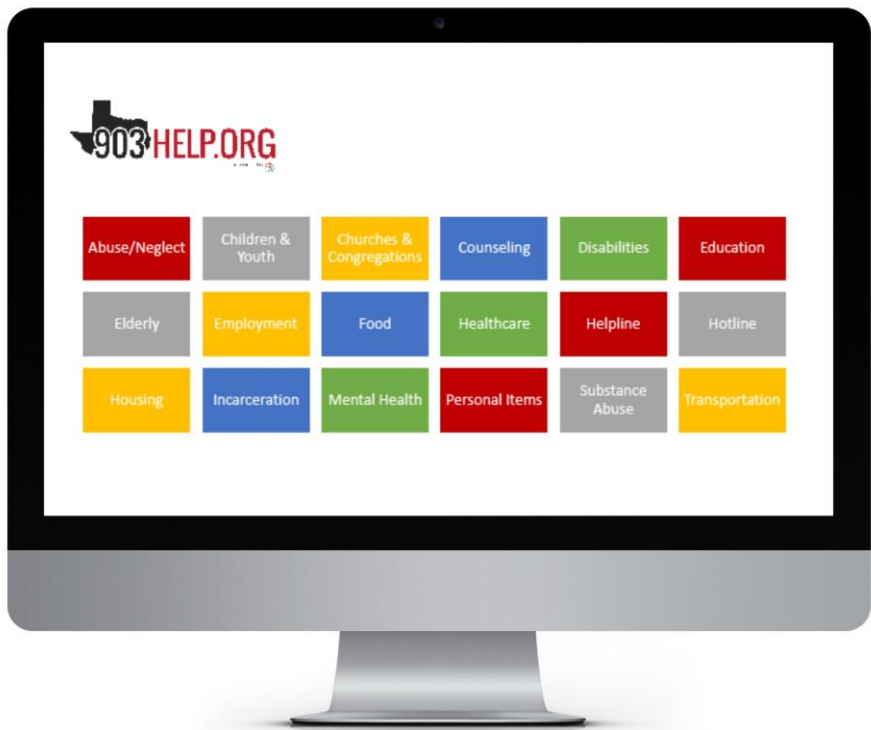 903HELP.ORG
Abuse/Neglect
Children &
Youth
Churches &
Congregations
Counseling
Disabilities
Education
Elderly
Employment
Food
Healthcare
Helpline
Hotline
Housing
Incarceration
Mental Health
Personal Items
Substance
Abuse
Transportation